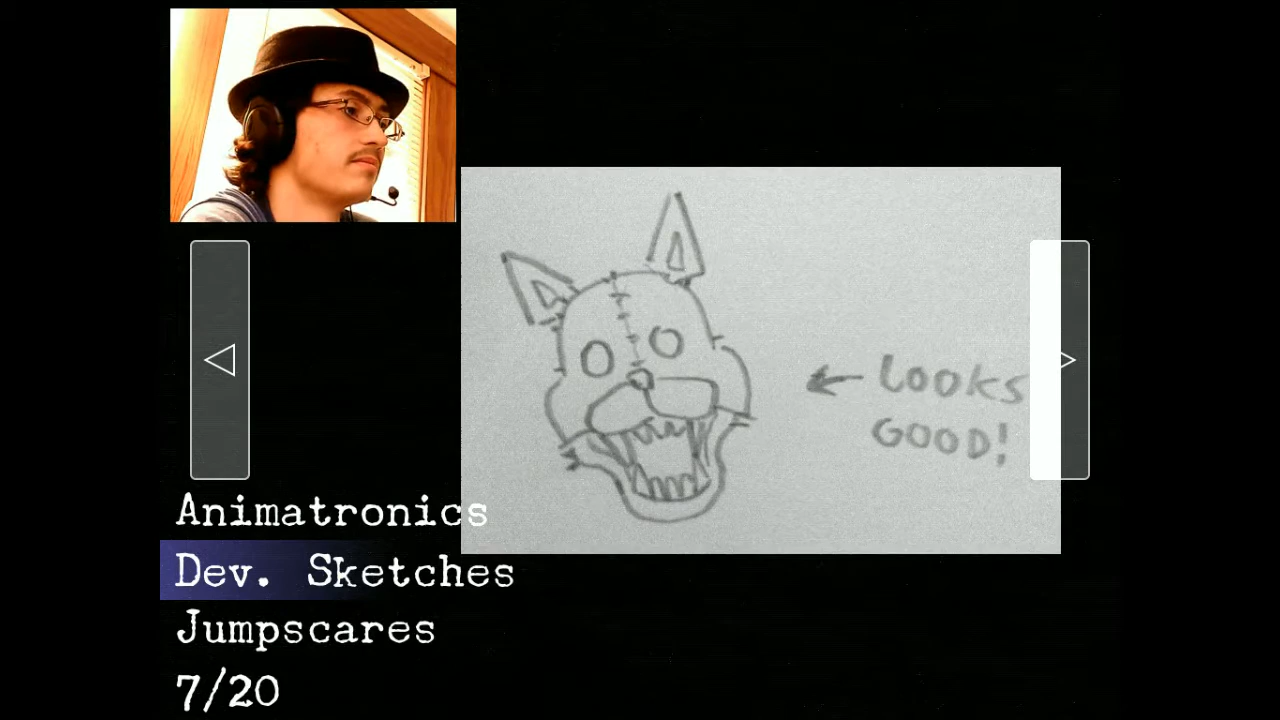 LOOKS
GOOD!
Animatronics
Dev. Sketches
Jumpscares
7/20